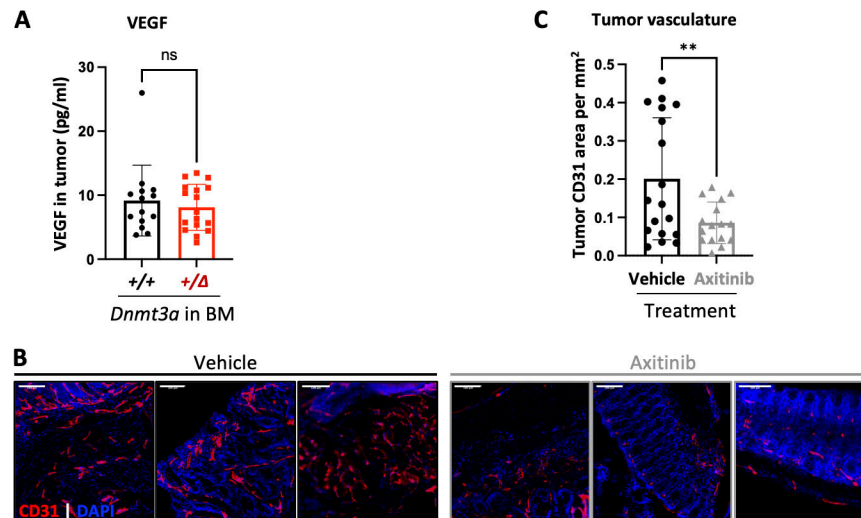 A
VEGF
ns
VEGF in tumor (pg/ml)
30
20
10
0
+/+
+/Δ
Dnmt3a in BM
C
Tumor vasculature
**
Tumor CD31 area per mm²
0.5
0.4
0.3
0.2
0.1
0.0
Vehicle
Axitinib
Treatment
B
Vehicle
Axitinib
CD31 | DAPI